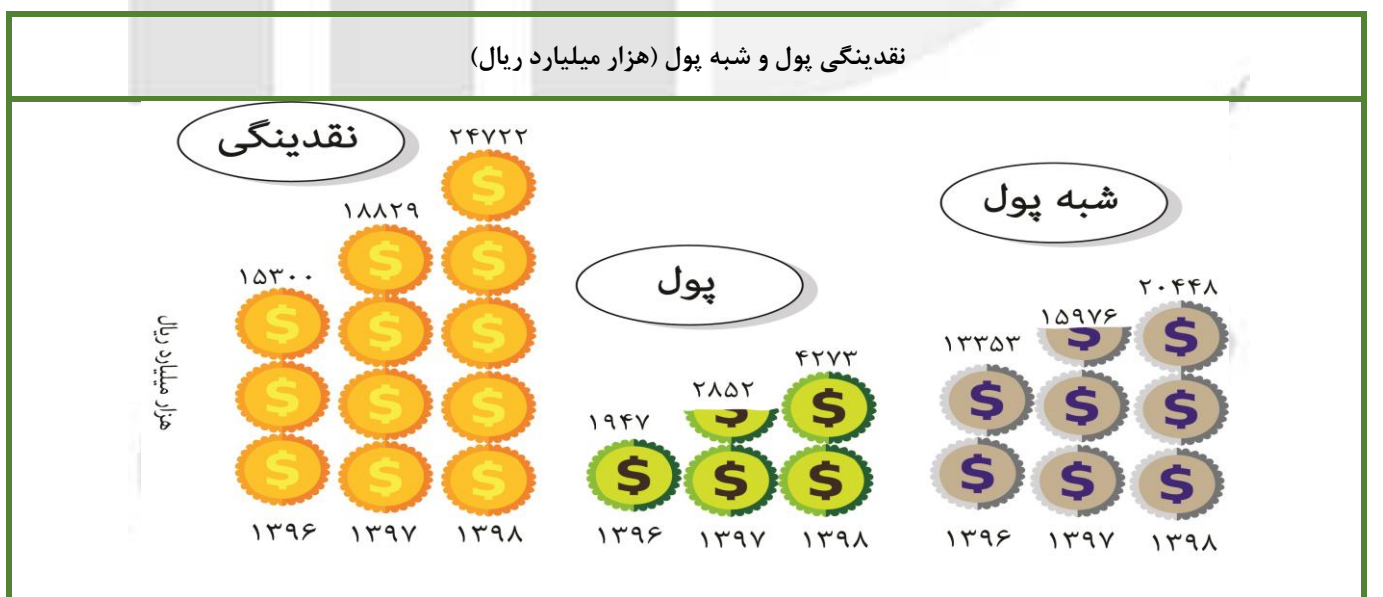 نقدینگی پول و شبه پول (هزار میلیارد ریال)
نقدینگی
۲۴۷۲۲
۱۸۸۲۹
۱۵۳۰۰
هزار میلیارد ریال
۱۳۹۶ ۱۳۹۷ ۱۳۹۸
پول
۴۲۷۳
۲۸۵۲
۱۹۴۷
۱۳۹۶ ۱۳۹۷ ۱۳۹۸
شبه پول
۲۰۴۴۸
۱۵۹۷۶
۱۳۳۵۳
۱۳۹۶ ۱۳۹۷ ۱۳۹۸